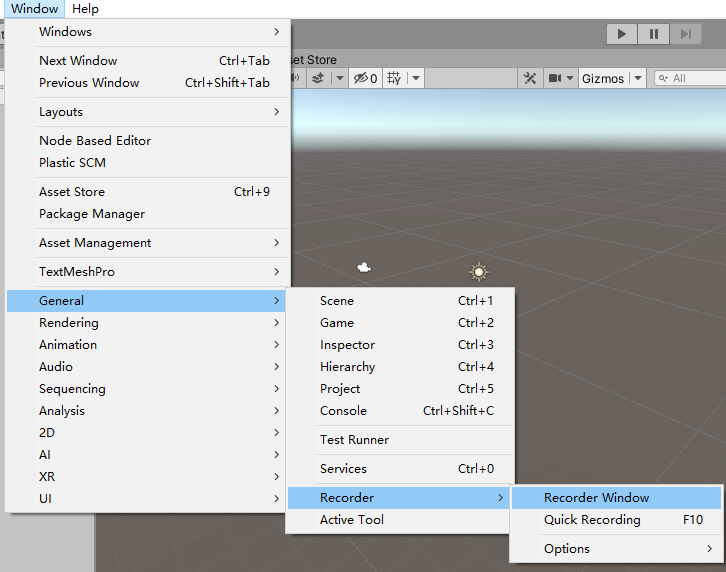 Window Help
Windows
Next Window Ctrl+Tab
Previous Window Ctrl+Shift+Tab
set Store
Layouts
0 Gizmos All
Node Based Editor
Plastic SCM
Asset Store Ctrl+9
Package Manager
Asset Management
TextMeshPro
General
Rendering
Animation
Audio
Sequencing
Analysis
2D
AI
XR
UI
Scene Ctrl+1
Game Ctrl+2
Inspector Ctrl+3
Hierarchy Ctrl+4
Project Ctrl+5
Console Ctrl+Shift+C
Test Runner
Services Ctrl+0
Recorder
Active Tool
Recorder Window
Quick Recording F10
Options